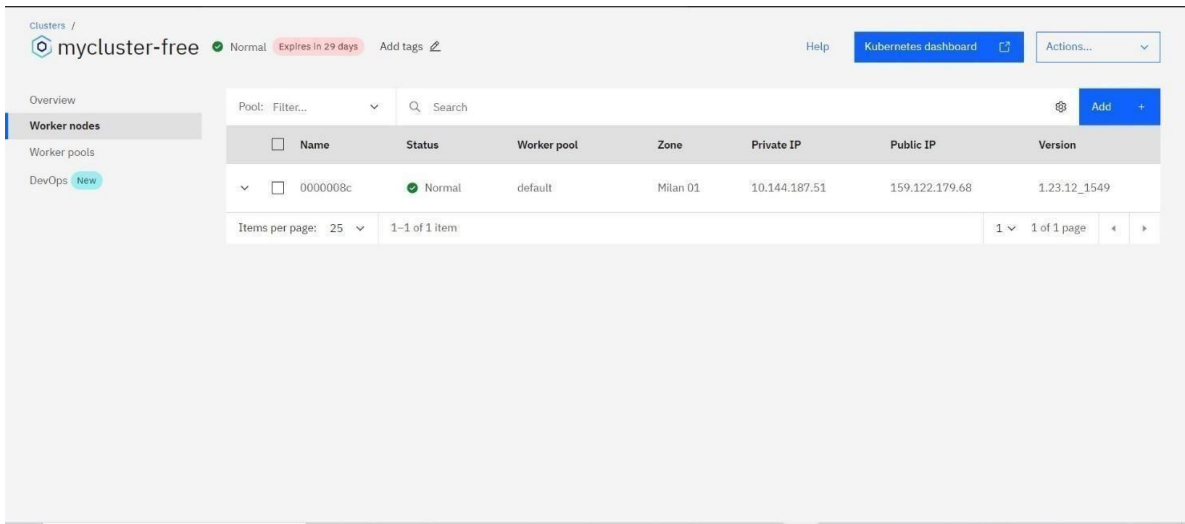 Clusters /
mycluster-free Normal Expires in 29 days Add tags Help Kubernetes dashboard Actions...
Overview
Worker nodes
Worker pools
DevOps New
Pool: Filter... Search Add +
Name Status Worker pool Zone Private IP Public IP Version
0000008c Normal default Milan 01 10.144.187.51 159.122.179.68 1.23.12_1549
Items per page: 25 1–1 of 1 item 1 1 of 1 page